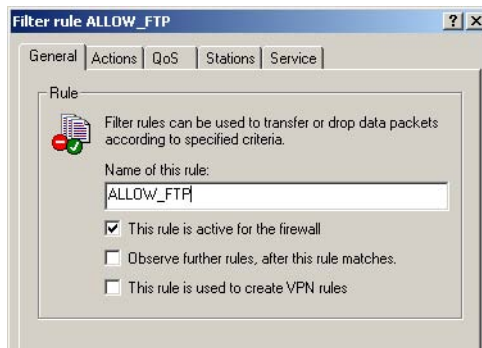 Filter rule ALLOW_FTP
General Actions QoS Stations Service
Rule
Filter rules can be used to transfer or drop data packets
according to specified criteria.
Name of this rule:
ALLOW_FTP
This rule is active for the firewall
Observe further rules, after this rule matches.
This rule is used to create VPN rules